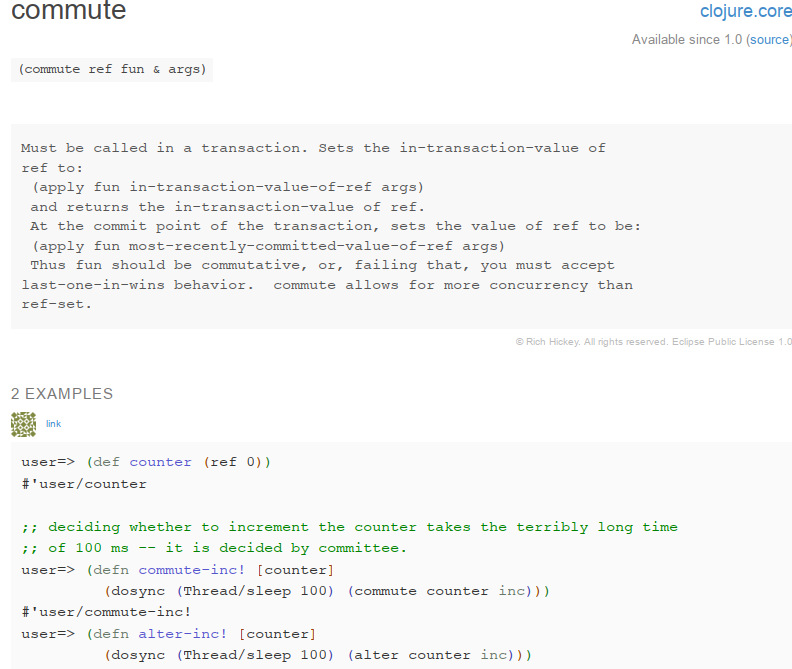 commute
clojure.core
Available since 1.0 (source)
(commute ref fun & args)
Must be called in a transaction. Sets the in-transaction-value of
ref to:
(apply fun in-transaction-value-of-ref args)
and returns the in-transaction-value of ref.
At the commit point of the transaction, sets the value of ref to be:
(apply fun most-recently-committed-value-of-ref args)
Thus fun should be commutative, or, failing that, you must accept
last-one-in-wins behavior.  commute allows for more concurrency than
ref-set.
© Rich Hickey. All rights reserved. Eclipse Public License 1.0
2 EXAMPLES
link
user=> (def counter (ref 0))
#'user/counter
;; deciding whether to increment the counter takes the terribly long time
;; of 100 ms -- it is decided by committee.
user=> (defn commute-inc! [counter]
(dosync (Thread/sleep 100) (commute counter inc)))
#'user/commute-inc!
user=> (defn alter-inc! [counter]
(dosync (Thread/sleep 100) (alter counter inc)))